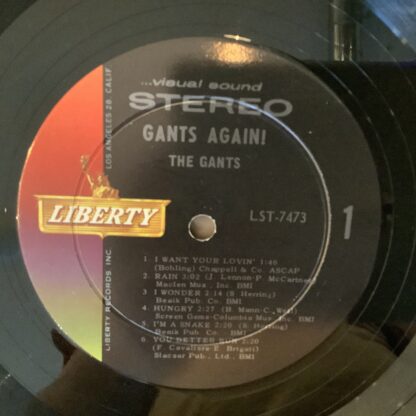 ...visual sound
STEREO
GANTS AGAIN!
THE GANTS
LST-7473
1
LIBERTY
LIBERTY RECORDS, INC.
LOS ANGELES 28, CALIF
1. I WANT YOUR LOVIN' 1:46
(Bohling) Chappell & Co. ASCAP
2. RAIN 3:02 (J. Lennon-P. McCartney)
Maclen Mus., Inc. BMI
3. I WONDER 2:14 (S. Herring)
Beaik Pub. Co. BMI
4. HUNGRY 2:27 (B. Mann-C. Weil)
Screen Gems-Columbia Mus., Inc. BMI
5. I'M A SNAKE 2:20 (S. Herring)
Beaik Pub. Co. BMI
6. YOU BETTER RUN 2:20
(F. Cavaliere-E. Brigati)
Slacsar Pub., Ltd., BMI